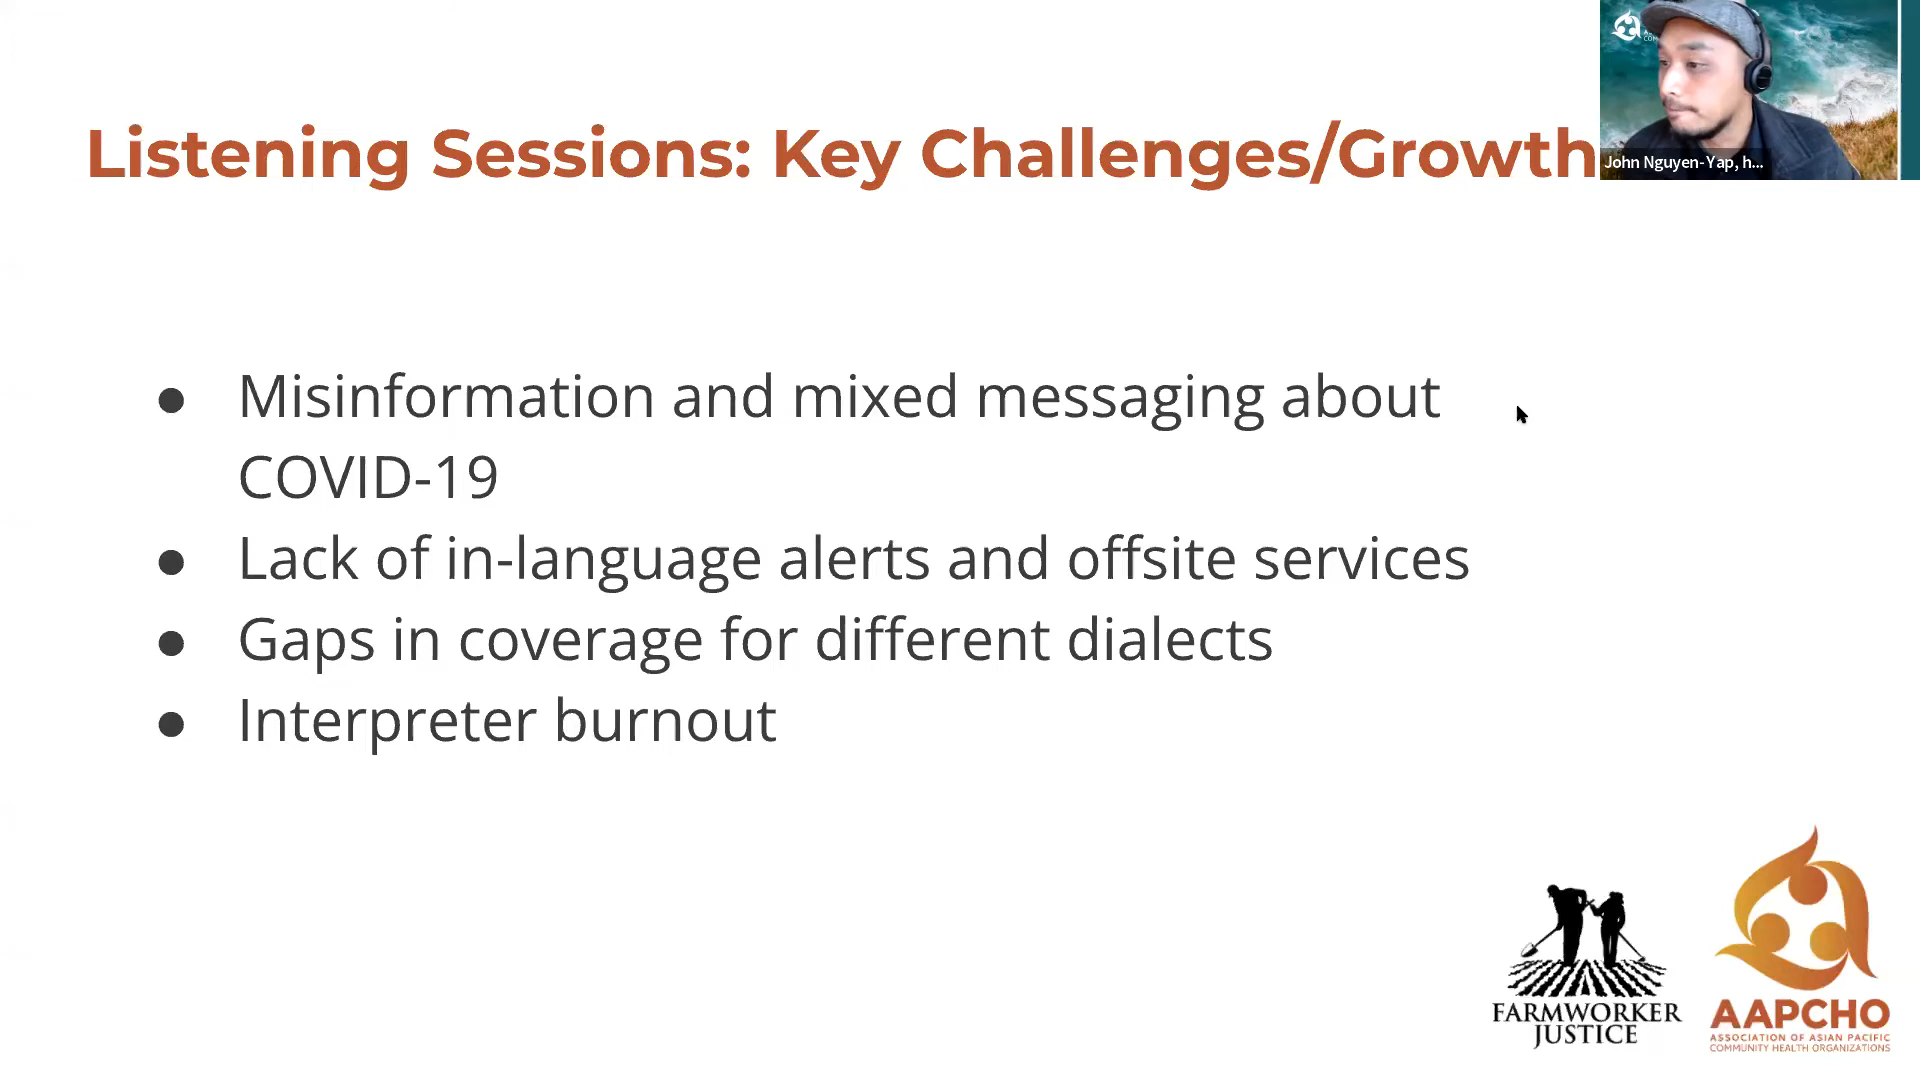 Listening Sessions: Key Challenges/Growth
John Nguyen-Yap, h...
● Misinformation and mixed messaging about
COVID-19
● Lack of in-language alerts and offsite services
● Gaps in coverage for different dialects
● Interpreter burnout
FARMWORKER
JUSTICE
AAPCHO
ASSOCIATION OF ASIAN PACIFIC
COMMUNITY HEALTH ORGANIZATIONS